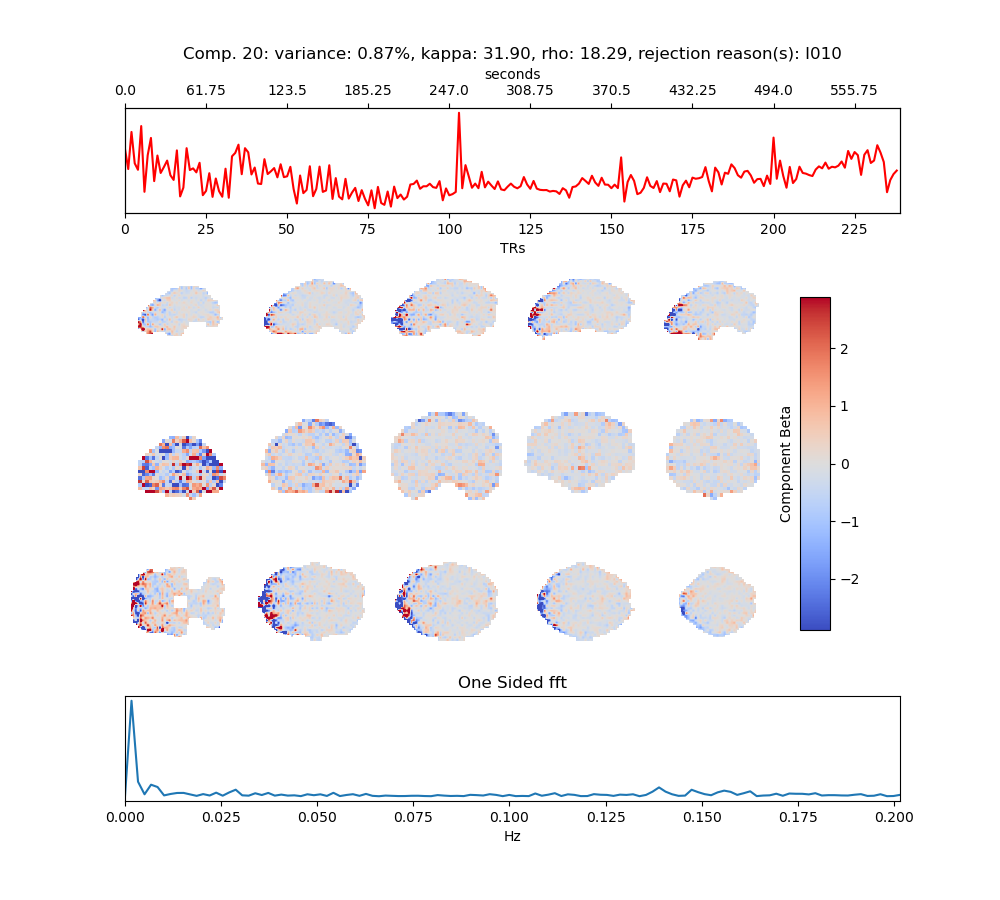 Comp. 20: variance: 0.87%, kappa: 31.90, rho: 18.29, rejection reason(s): I010
seconds
0.0 61.75 123.5 185.25 247.0 308.75 370.5 432.25 494.0 555.75
0 25 50 75 100 125 150 175 200 225
TRs
2
1
0
−1
−2
Component Beta
One Sided fft
0.000 0.025 0.050 0.075 0.100 0.125 0.150 0.175 0.200
Hz